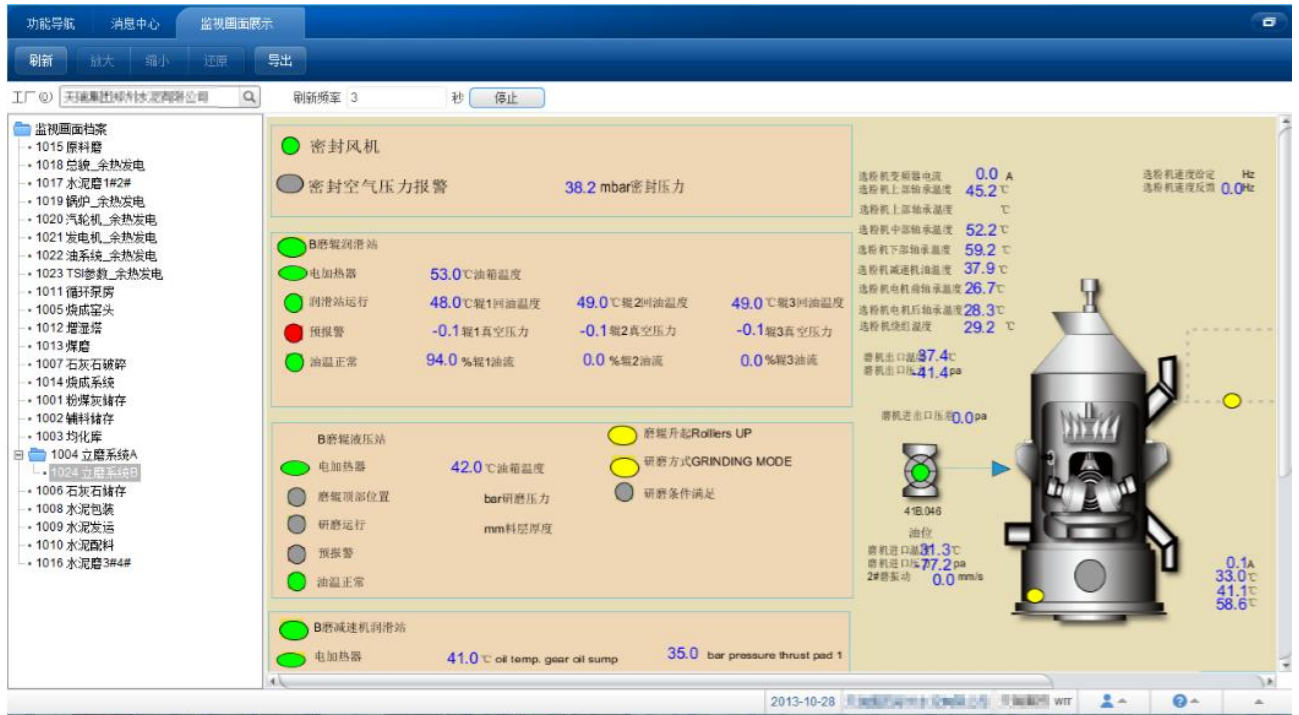 功能导航 消息中心 监视画面展示
刷新 放大 缩小 还原 导出
工厂(Q) 刷新频率 3 秒 停止
监视画面档案
1015 原料磨
1018 总貌_余热发电
1017 水泥磨1#2#
1019 锅炉_余热发电
1020 汽轮机_余热发电
1021 发电机_余热发电
1022 油系统_余热发电
1023 TSI参数_余热发电
1011 循环泵房
1005 烧成窑头
1012 增湿塔
1013 煤磨
1007 石灰石破碎
1014 烧成系统
1001 粉煤灰储存
1002 辅料储存
1003 均化库
1004 立磨系统A
1024 立磨系统B
1006 石灰石储存
1008 水泥包装
1009 水泥发运
1010 水泥配料
1016 水泥磨3#4#
密封风机
密封空气压力报警 38.2 mbar密封压力
B磨辊润滑站
电加热器 53.0℃油箱温度
润滑站运行 48.0℃辊1回油温度 49.0℃辊2回油温度 49.0℃辊3回油温度
预报警 -0.1辊1真空压力 -0.1辊2真空压力 -0.1辊3真空压力
油温正常 94.0 %辊1油流 0.0 %辊2油流 0.0 %辊3油流
B磨辊液压站 磨辊升起Rollers UP
电加热器 42.0℃油箱温度 研磨方式GRINDING MODE
磨辊顶部位置 bar研磨压力 研磨条件满足
研磨运行 mm料层厚度
预报警
油温正常
B磨减速机润滑站
电加热器 41.0 ℃ oil temp. gear oil sump 35.0 bar pressure thrust pad 1
选粉机变频器电流 0.0 A 选粉机速度给定 Hz
选粉机上部轴承温度 45.2℃ 选粉机速度反馈 0.0Hz
选粉机上部轴承温度 ℃
选粉机中部轴承温度 52.2℃
选粉机下部轴承温度 59.2℃
选粉机减速机油温度 37.9℃
选粉机电机前轴承温度 26.7℃
选粉机电机后轴承温度 28.3℃
选粉机绕组温度 29.2 ℃
磨机出口温 37.4℃
磨机出口压 -41.4pa
磨机进出口压差 0.0pa
41B.046
油位
磨机进口温 31.3℃
磨机进口压 -77.2pa
2#磨振动 0.0 mm/s
0.1A
33.0℃
41.1℃
58.6℃
2013-10-28 WTT